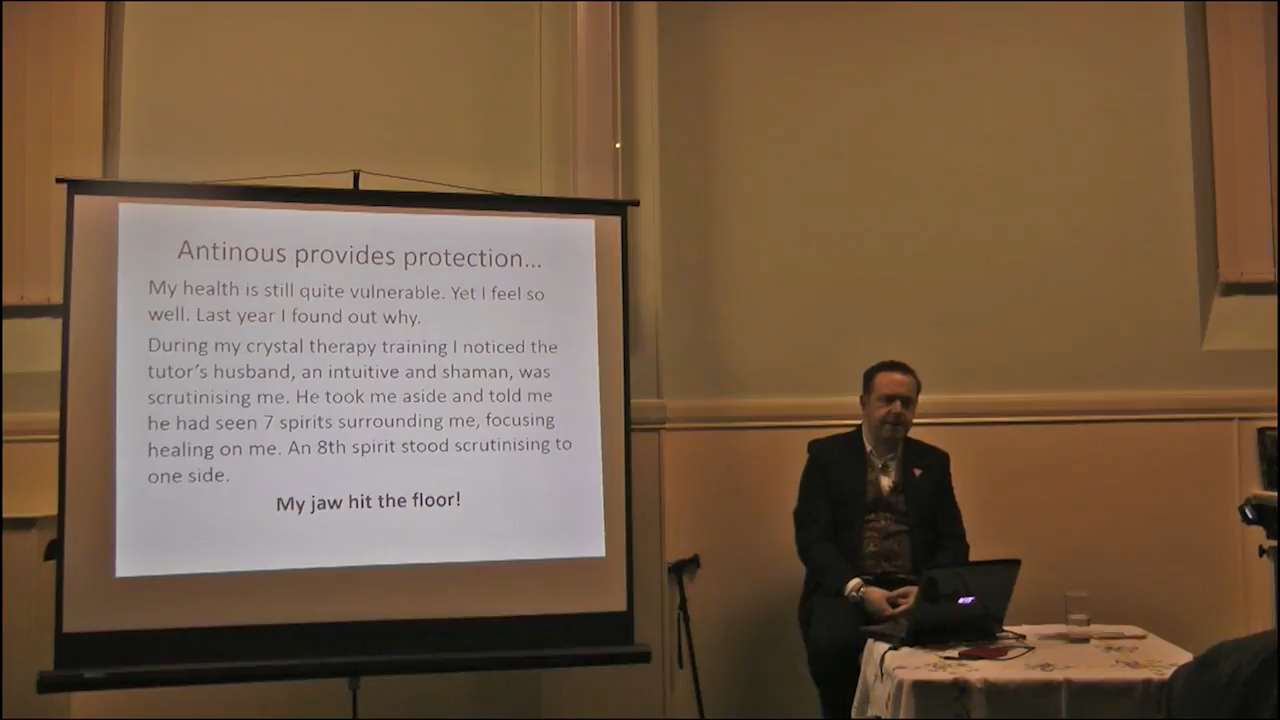 Antinous provides protection...
My health is still quite vulnerable. Yet I feel so
well. Last year I found out why.
During my crystal therapy training I noticed the
tutor's husband, an intuitive and shaman, was
scrutinising me. He took me aside and told me
he had seen 7 spirits surrounding me, focusing
healing on me. An 8th spirit stood scrutinising to
one side.
My jaw hit the floor!